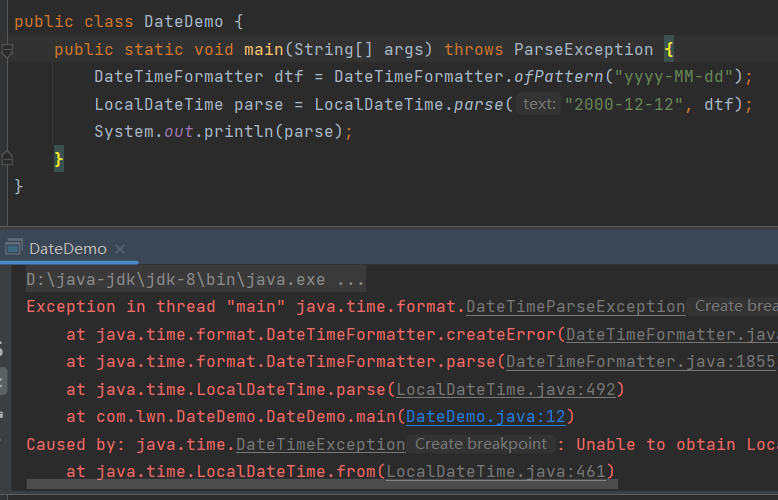 public class DateDemo {
public static void main(String[] args) throws ParseException {
DateTimeFormatter dtf = DateTimeFormatter.ofPattern("yyyy-MM-dd");
LocalDateTime parse = LocalDateTime.parse( text: "2000-12-12", dtf);
System.out.println(parse);
}
}
DateDemo ×
D:\java-jdk\jdk-8\bin\java.exe ...
Exception in thread "main" java.time.format.DateTimeParseException Create brea
at java.time.format.DateTimeFormatter.createError(DateTimeFormatter.java
at java.time.format.DateTimeFormatter.parse(DateTimeFormatter.java:1855
at java.time.LocalDateTime.parse(LocalDateTime.java:492)
at com.lwn.DateDemo.DateDemo.main(DateDemo.java:12)
Caused by: java.time.DateTimeException Create breakpoint : Unable to obtain Loc
at java.time.LocalDateTime.from(LocalDateTime.java:461)